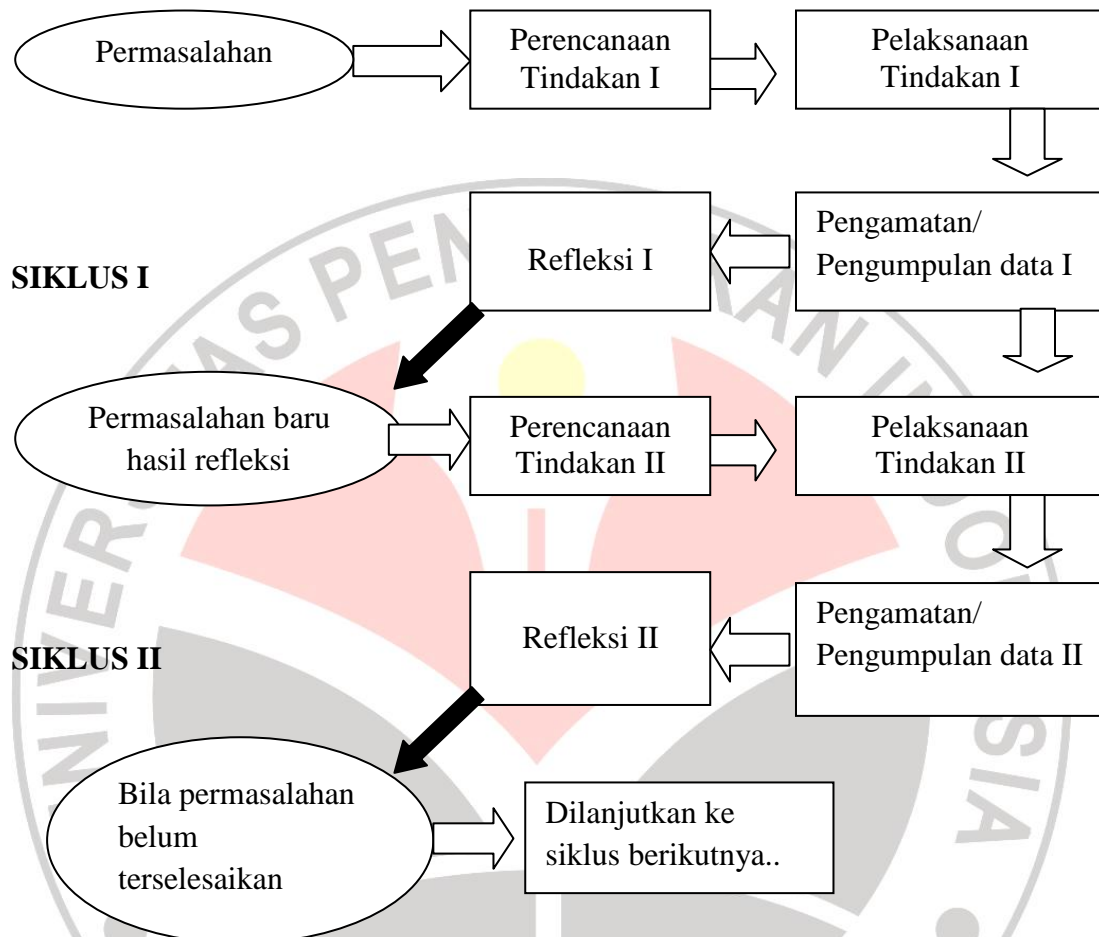 Permasalahan
Perencanaan
Tindakan I
Pelaksanaan
Tindakan I
SIKLUS I
Refleksi I
Pengamatan/
Pengumpulan data I
Permasalahan baru
hasil refleksi
Perencanaan
Tindakan II
Pelaksanaan
Tindakan II
SIKLUS II
Refleksi II
Pengamatan/
Pengumpulan data II
Bila permasalahan
belum
terselesaikan
Dilanjutkan ke
siklus berikutnya..